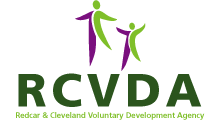 RCVDA
Redcar & Cleveland Voluntary Development Agency